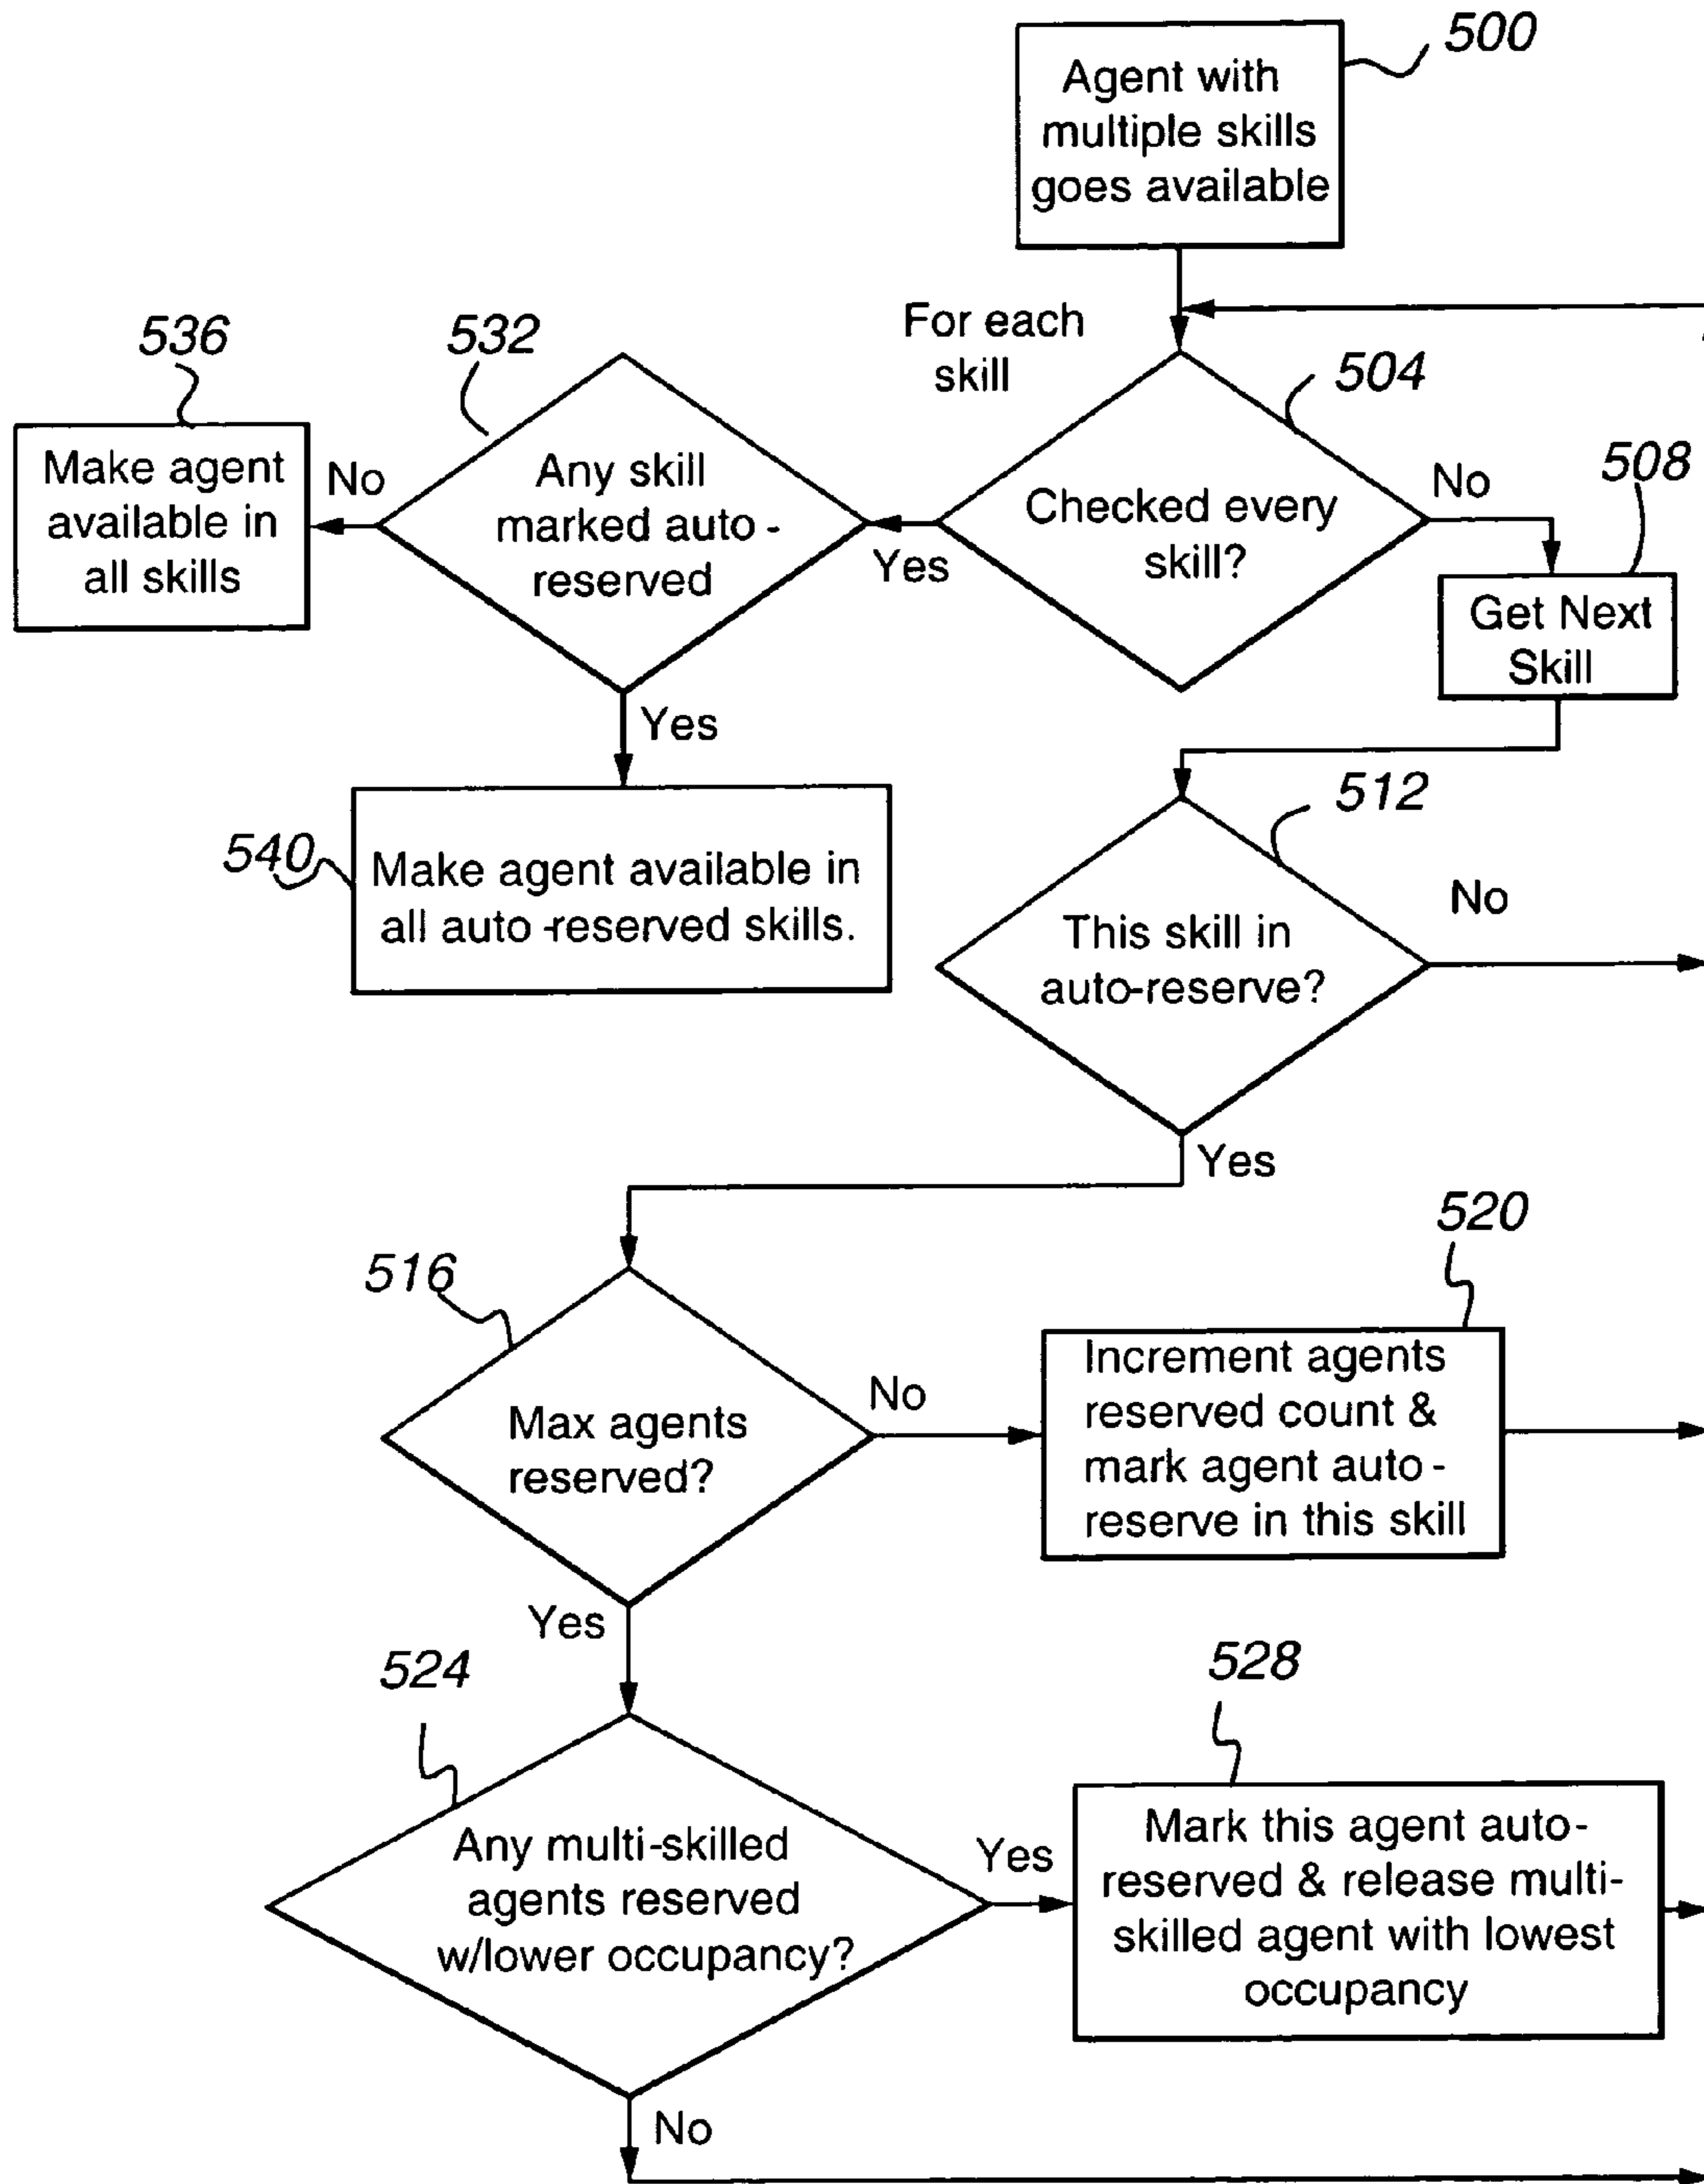 500
Agent with
multiple skills
goes available
For each
skill
536
532
504
508
Make agent
available in
all skills
No
Any skill
marked auto -
reserved
Yes
Checked every
skill?
No
Get Next
Skill
Yes
540
Make agent available in
all auto -reserved skills.
512
This skill in
auto-reserve?
No
Yes
516
520
Max agents
reserved?
No
Increment agents
reserved count &
mark agent auto -
reserve in this skill
Yes
524
528
Any multi-skilled
agents reserved
w/lower occupancy?
Yes
Mark this agent auto-
reserved & release multi-
skilled agent with lowest
occupancy
No